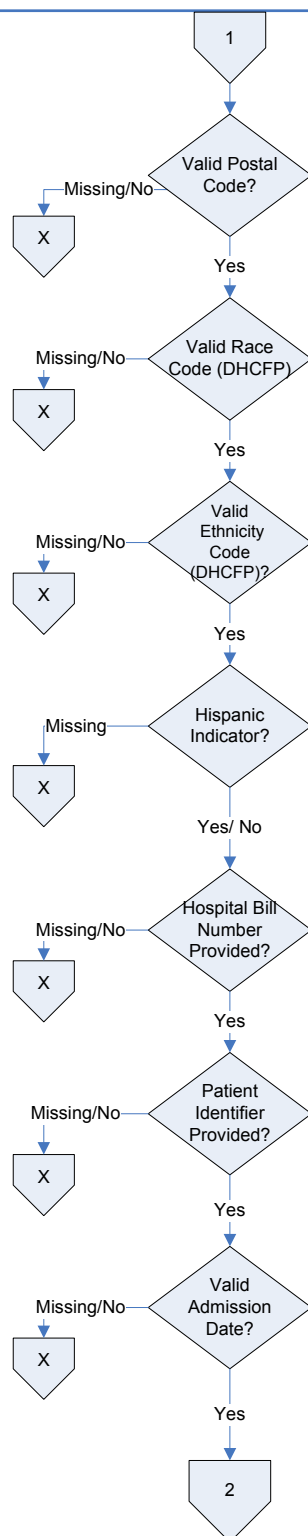 1
Valid Postal
Code?
Missing/No
X
Yes
Valid Race
Code (DHCFP)
Missing/No
X
Yes
Valid
Ethnicity
Code
(DHCFP)?
Missing/No
X
Yes
Hispanic
Indicator?
Missing
X
Yes/ No
Hospital Bill
Number
Provided?
Missing/No
X
Yes
Patient
Identifier
Provided?
Missing/No
X
Yes
Valid
Admission
Date?
Missing/No
X
Yes
2